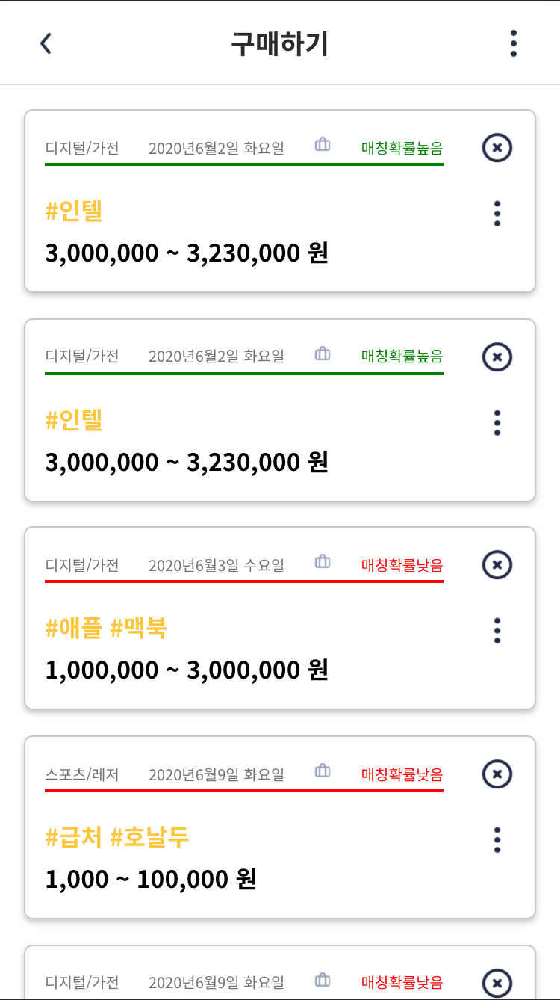 구매하기
디지털/가전 2020년6월2일 화요일 매칭확률높음
#인텔
3,000,000 ~ 3,230,000 원
디지털/가전 2020년6월2일 화요일 매칭확률높음
#인텔
3,000,000 ~ 3,230,000 원
디지털/가전 2020년6월3일 수요일 매칭확률낮음
#애플 #맥북
1,000,000 ~ 3,000,000 원
스포츠/레저 2020년6월9일 화요일 매칭확률낮음
#급처 #호날두
1,000 ~ 100,000 원
디지털/가전 2020년6월9일 화요일 매칭확률낮음